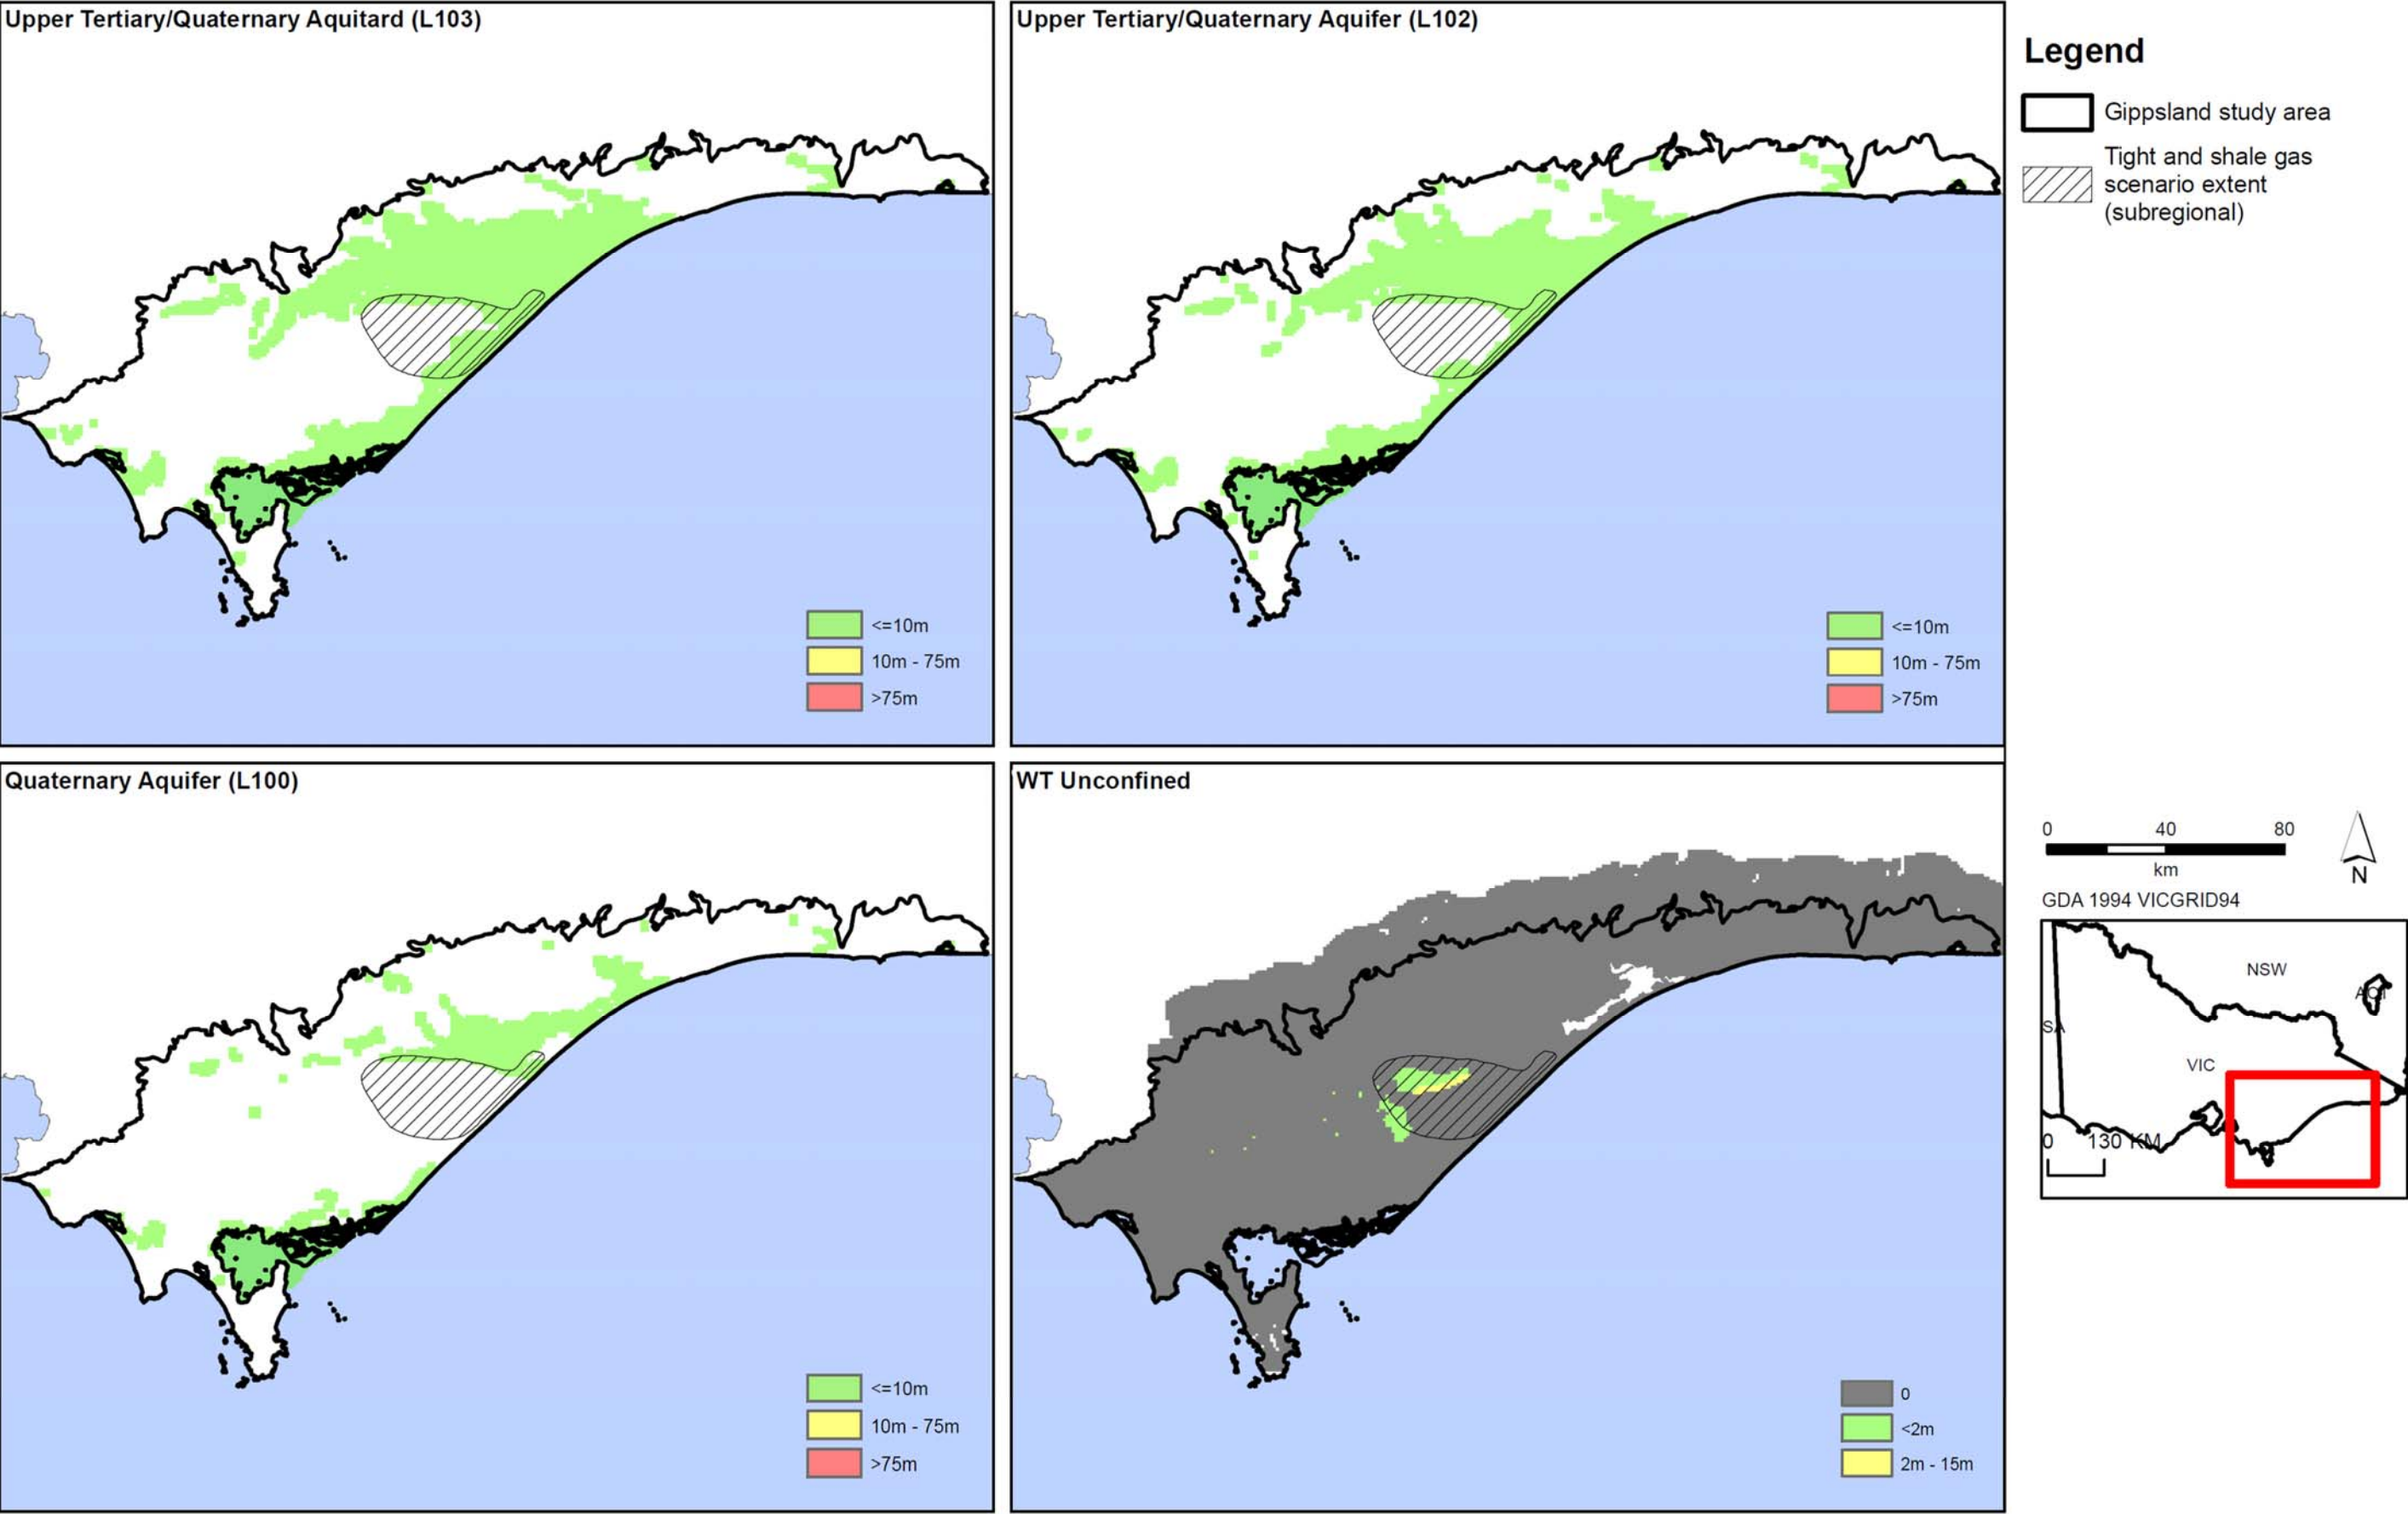 Upper Tertiary/Quaternary Aquitard (L103)
<=10m
10m - 75m
>75m
Upper Tertiary/Quaternary Aquifer (L102)
<=10m
10m - 75m
>75m
Legend
Gippsland study area
Tight and shale gas
scenario extent
(subregional)
Quaternary Aquifer (L100)
<=10m
10m - 75m
>75m
WT Unconfined
0
<2m
2m - 15m
0 40 80
km
N
GDA 1994 VICGRID94
NSW
ACT
SA
VIC
0 130 KM